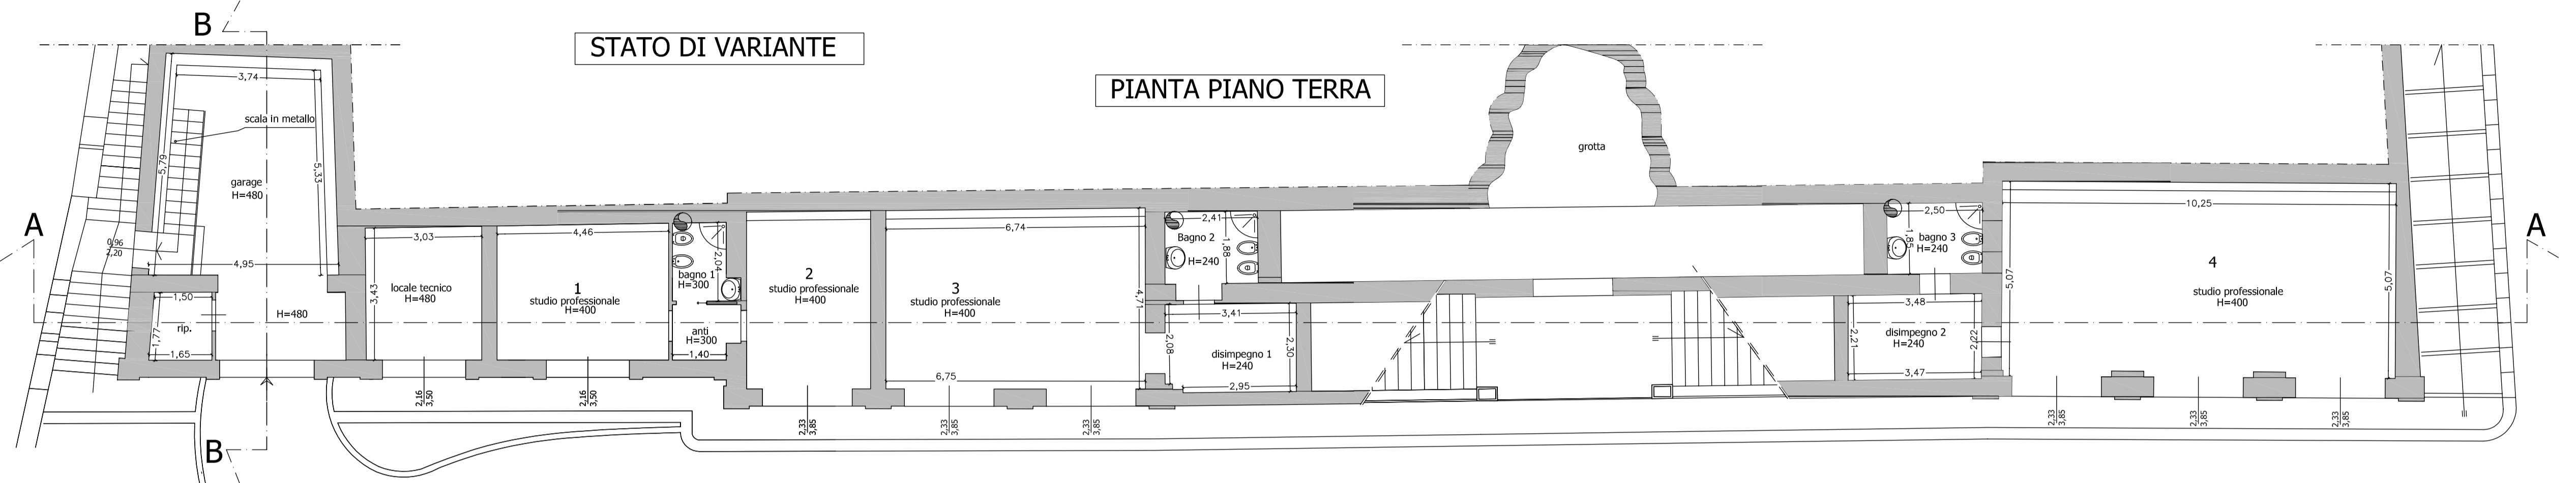 B
STATO DI VARIANTE
PIANTA PIANO TERRA
3,74
scala in metallo
5,79
5,33
garage
H=480
grotta
A
0,96
2,20
4,95
3,03
4,46
2,04
6,74
2,41
Bagno 2
1,88
H=240
2,50
bagno 3
H=240
1,85
10,25
A
1,50
rip.
1,77
1,65
H=480
3,43
locale tecnico
H=480
1
studio professionale
H=400
bagno 1
H=300
anti
H=300
1,40
2
studio professionale
H=400
3
studio professionale
H=400
6,75
4,71
2,08
3,41
disimpegno 1
H=240
2,30
2,95
3,48
disimpegno 2
H=240
2,21
2,22
3,47
5,07
4
studio professionale
H=400
5,07
2,16
3,50
2,16
3,50
2,33
3,85
2,33
3,85
2,33
3,85
2,33
3,85
2,33
3,85
2,33
3,85
B